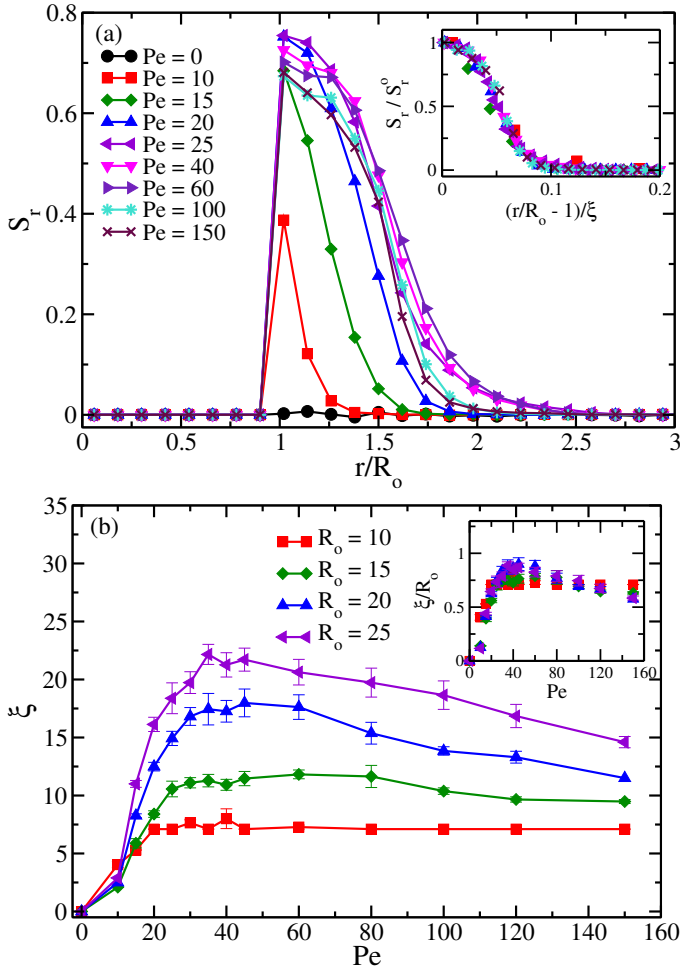 (a)
Pe = 0
Pe = 10
Pe = 15
Pe = 20
Pe = 25
Pe = 40
Pe = 60
Pe = 100
Pe = 150
0.8
0.6
0.4
0.2
0
S_r
0 0.5 1 1.5 2 2.5 3
r/R_o
1
0.5
0
S_r / S_r^o
0 0.1 0.2
(r/R_o - 1)/ξ
(b)
R_o = 10
R_o = 15
R_o = 20
R_o = 25
35
30
25
20
15
10
5
0
ξ
0 20 40 60 80 100 120 140 160
Pe
1
0.75
0.5
0.25
0
ξ/R_o
0 40 80 120 160
Pe